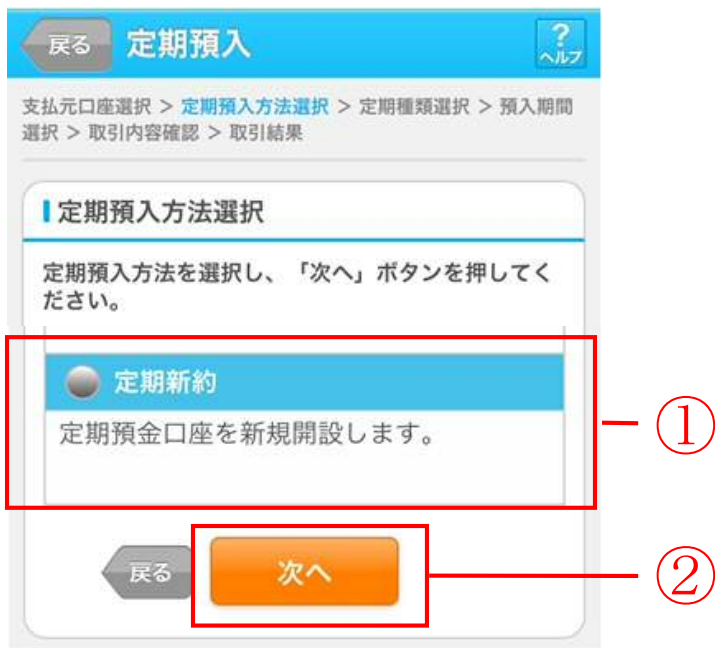 戻る 定期預入 ? ヘルプ
支払元口座選択 > 定期預入方法選択 > 定期種類選択 > 預入期間
選択 > 取引内容確認 > 取引結果
定期預入方法選択
定期預入方法を選択し、「次へ」ボタンを押してく
ださい。
定期新約
定期預金口座を新規開設します。
①
戻る 次へ
②